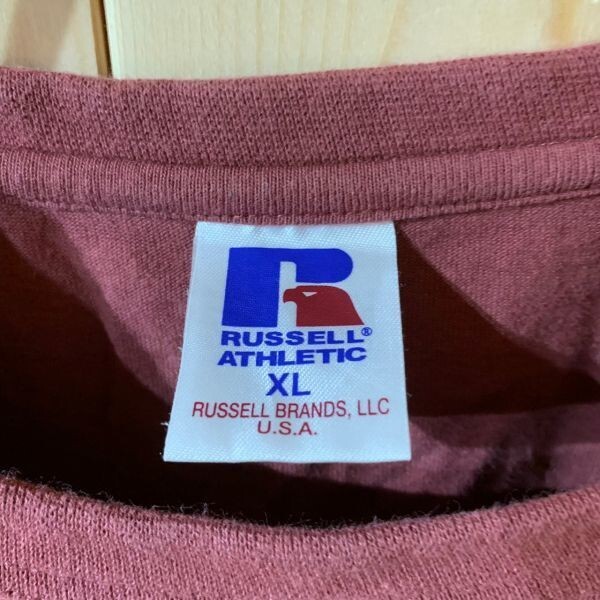 R
RUSSELL®
ATHLETIC
XL
RUSSELL BRANDS, LLC
U.S.A.